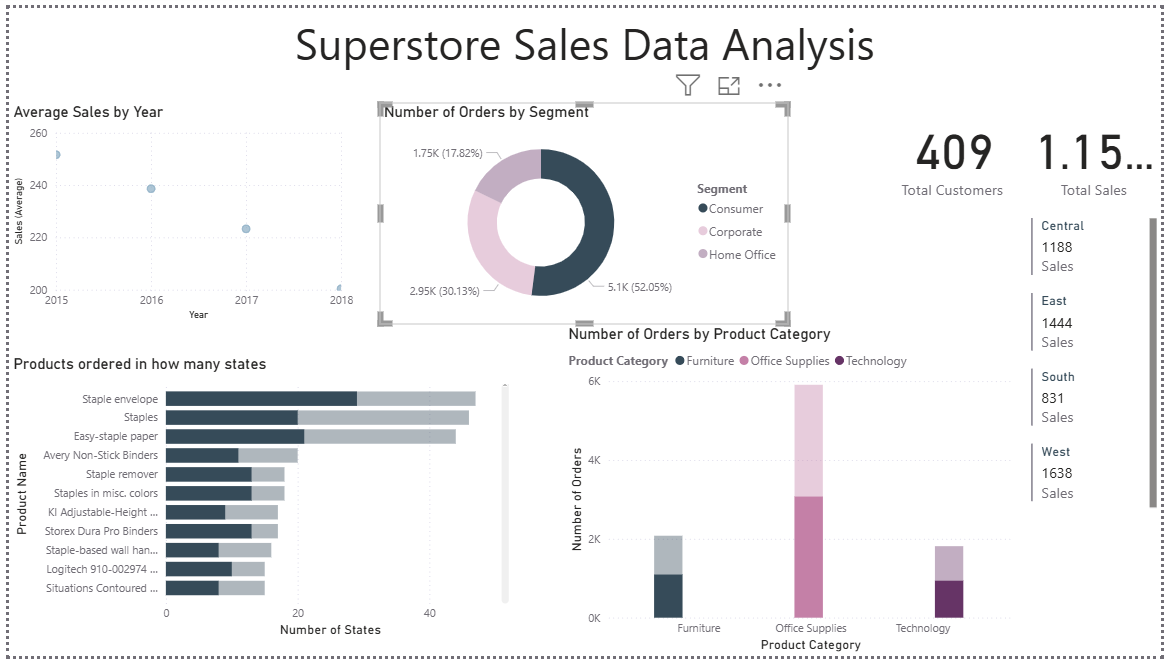 Superstore Sales Data Analysis
Average Sales by Year
260
240
220
200
Sales (Average)
2015 2016 2017 2018
Year
Number of Orders by Segment
1.75K (17.82%)
2.95K (30.13%)
5.1K (52.05%)
Segment
Consumer
Corporate
Home Office
409
Total Customers
1.15...
Total Sales
Central
1188
Sales
East
1444
Sales
South
831
Sales
West
1638
Sales
Products ordered in how many states
Product Name
Staple envelope
Staples
Easy-staple paper
Avery Non-Stick Binders
Staple remover
Staples in misc. colors
KI Adjustable-Height ...
Storex Dura Pro Binders
Staple-based wall han...
Logitech 910-002974 ...
Situations Contoured ...
0 20 40
Number of States
Number of Orders by Product Category
Product Category Furniture Office Supplies Technology
6K
4K
2K
0K
Number of Orders
Furniture Office Supplies Technology
Product Category